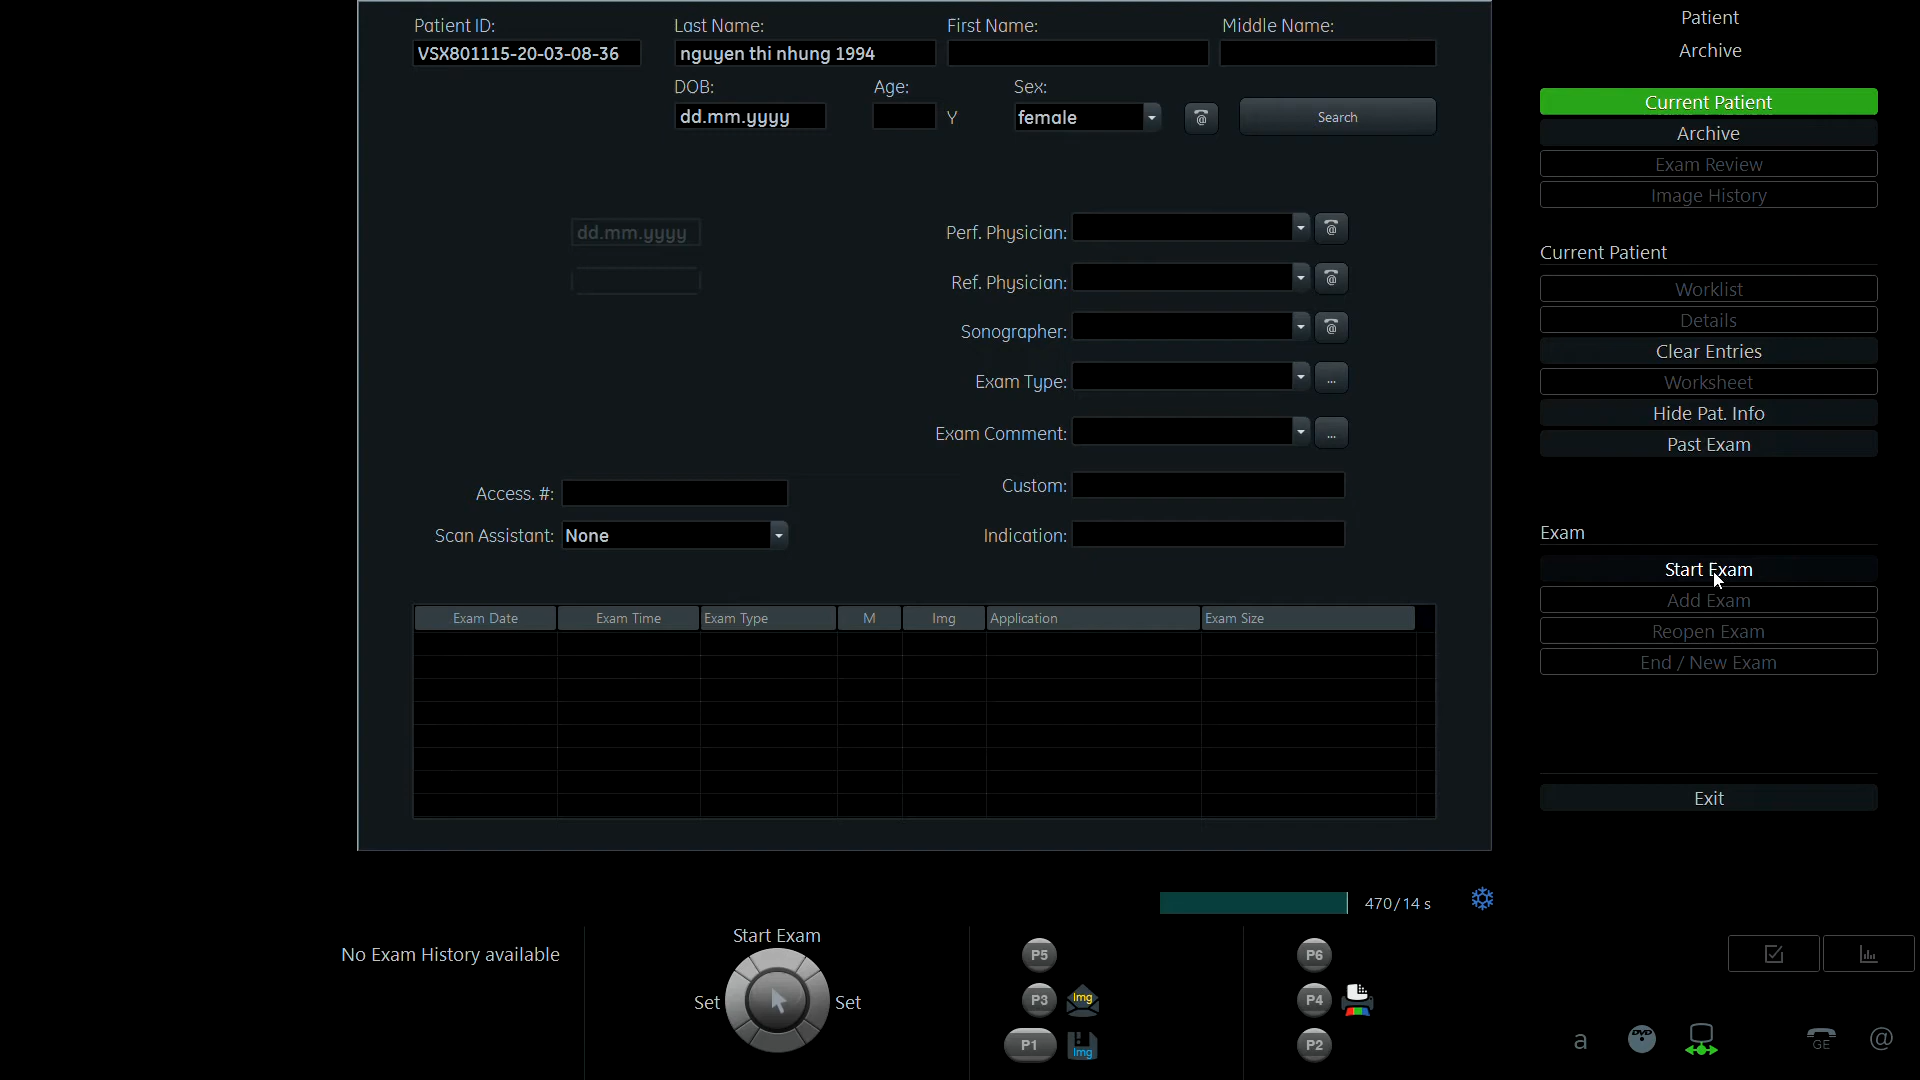 Patient ID: Last Name: First Name: Middle Name:
VSX801115-20-03-08-36 nguyen thi nhung 1994
DOB: Age: Sex:
dd.mm.yyyy Y female @ Search
dd.mm.yyyy
Perf. Physician: @
Ref. Physician: @
Sonographer: @
Exam Type: ...
Exam Comment: ...
Access. #: Custom:
Scan Assistant: None Indication:
Exam Date Exam Time Exam Type M Img Application Exam Size
Patient
Archive
Current Patient
Archive
Exam Review
Image History
Current Patient
Worklist
Details
Clear Entries
Worksheet
Hide Pat. Info
Past Exam
Exam
Start Exam
Add Exam
Reopen Exam
End / New Exam
Exit
470/14 s
No Exam History available
Start Exam
Set Set
P5 P6
P3 Img P4
P1 Img P2
a DVD GE @